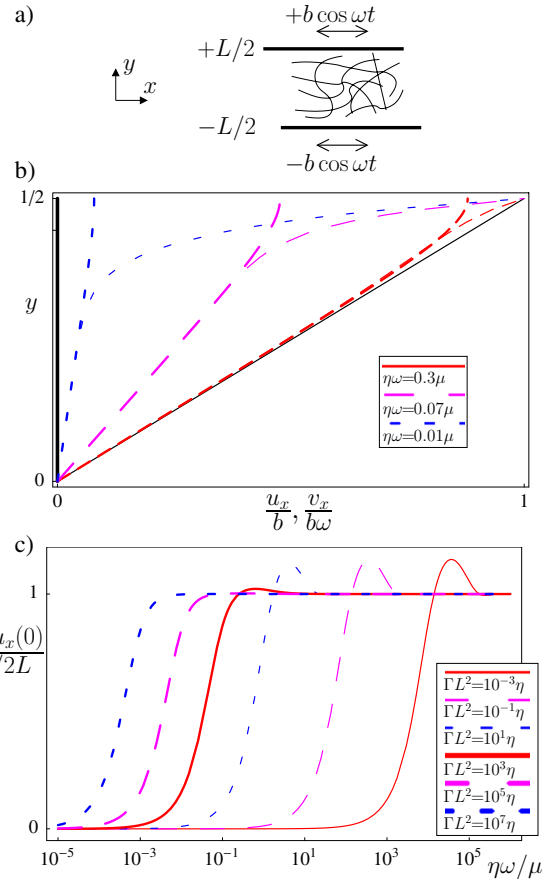 a)
+b cos ωt
+L/2
y
x
−L/2
−b cos ωt
b)
1/2
y
ηω=0.3μ
ηω=0.07μ
ηω=0.01μ
0
0
u_x/b, v_x/bω
1
c)
1
u_x(0)
/2L
ΓL²=10⁻³η
ΓL²=10⁻¹η
ΓL²=10¹η
ΓL²=10³η
ΓL²=10⁵η
ΓL²=10⁷η
0
10⁻⁵ 10⁻³ 10⁻¹ 10¹ 10³ 10⁵
ηω/μ